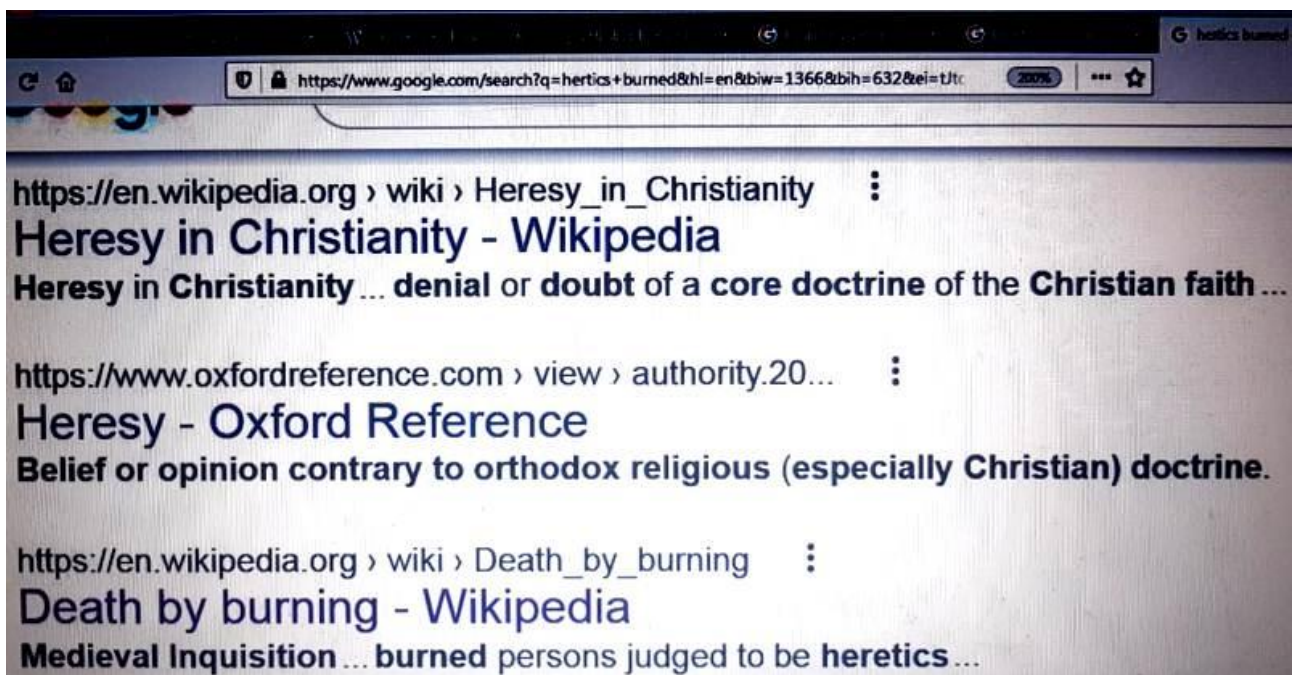 hertics burned
https://www.google.com/search?q=hertics+burned&hl=en&biw=1366&bih=632&ei=tJtc 200%
https://en.wikipedia.org › wiki › Heresy_in_Christianity
Heresy in Christianity - Wikipedia
Heresy in Christianity ... denial or doubt of a core doctrine of the Christian faith ...
https://www.oxfordreference.com › view › authority.20...
Heresy - Oxford Reference
Belief or opinion contrary to orthodox religious (especially Christian) doctrine.
https://en.wikipedia.org › wiki › Death_by_burning
Death by burning - Wikipedia
Medieval Inquisition ... burned persons judged to be heretics ...